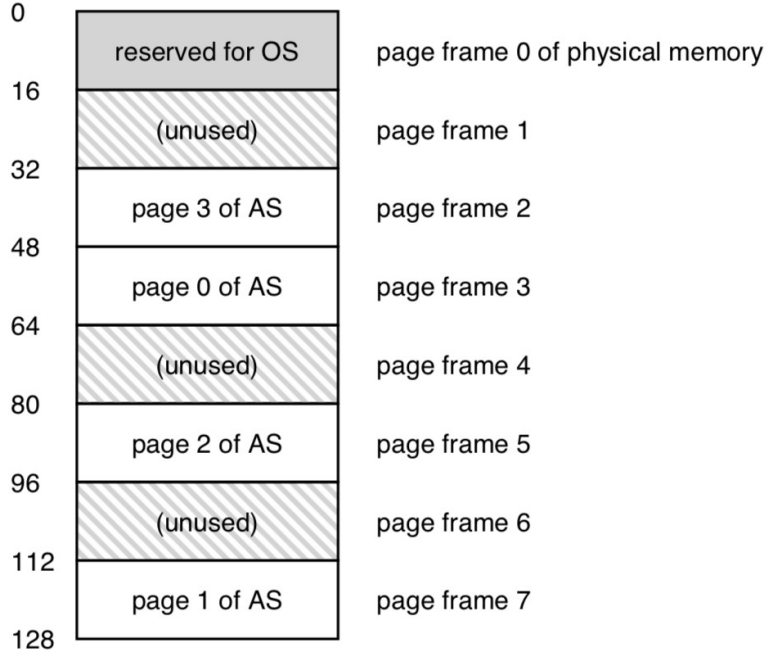 0
reserved for OS page frame 0 of physical memory
16
(unused) page frame 1
32
page 3 of AS page frame 2
48
page 0 of AS page frame 3
64
(unused) page frame 4
80
page 2 of AS page frame 5
96
(unused) page frame 6
112
page 1 of AS page frame 7
128